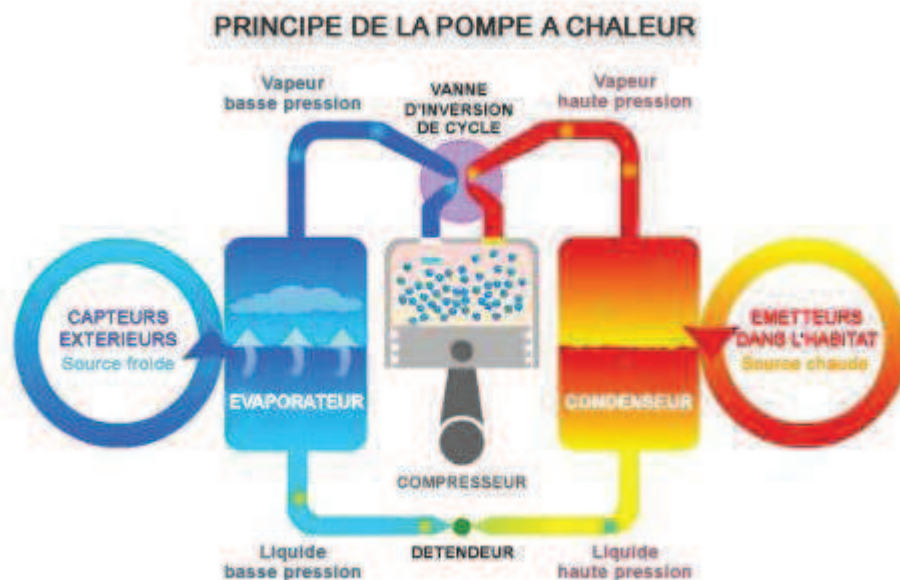 PRINCIPE DE LA POMPE A CHALEUR
Vapeur
basse pression
VANNE
D'INVERSION
DE CYCLE
Vapeur
haute pression
CAPTEURS
EXTERIEURS
Source froide
EVAPORATEUR
CONDENSEUR
EMETTEURS
DANS L'HABITAT
Source chaude
COMPRESSEUR
Liquide
basse pression
DETENDEUR
Liquide
haute pression